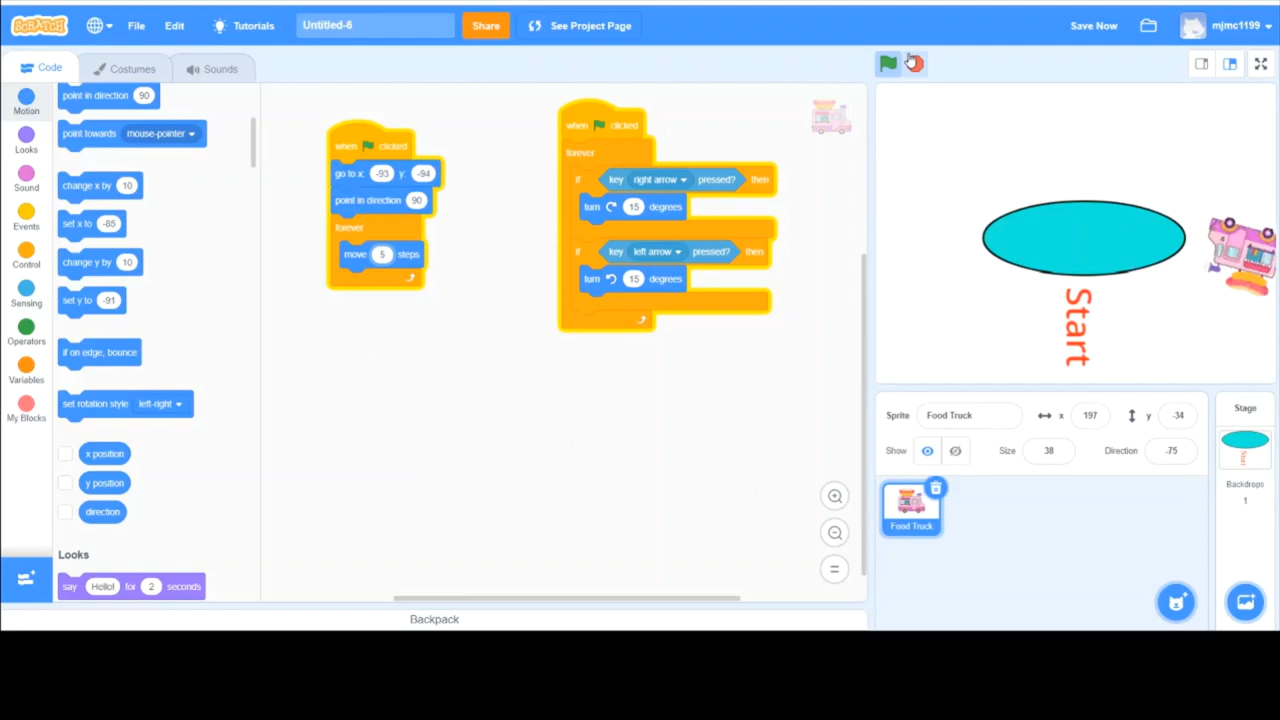 SCRATCH
File
Edit
Tutorials
Untitled-6
Share
See Project Page
Save Now
mjmc1199
Code
Costumes
Sounds
Motion
Looks
Sound
Events
Control
Sensing
Operators
Variables
My Blocks
point in direction 90
point towards mouse-pointer
change x by 10
set x to -85
change y by 10
set y to -91
if on edge, bounce
set rotation style left-right
x position
y position
direction
Looks
say Hello! for 2 seconds
when clicked
go to x: -93 y: -94
point in direction 90
forever
move 5 steps
when clicked
forever
if key right arrow pressed? then
turn 15 degrees
if key left arrow pressed? then
turn 15 degrees
Start
Sprite Food Truck x 197 y -34
Show Size 38 Direction -75
Food Truck
Stage
Start
Backdrops
1
Backpack